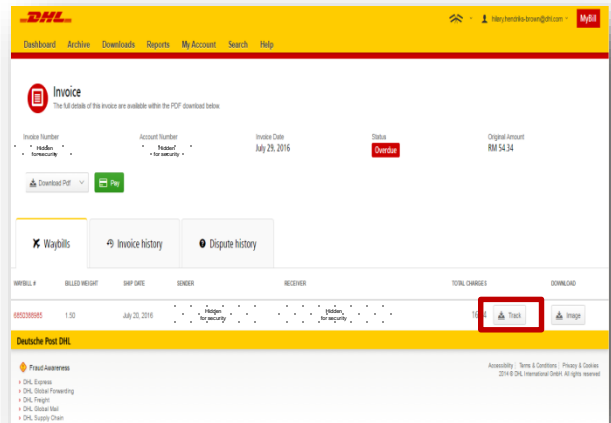 DHL
hilary.hendriks-brown@dhl.com
MyBill
Dashboard Archive Downloads Reports My Account Search Help
Invoice
The full details of this invoice are available within the PDF download below.
Invoice Number Account Number Invoice Date Status Original Amount
Hidden for security Hidden for security July 29, 2016 Overdue RM 54.34
Download Pdf Pay
Waybills Invoice history Dispute history
WAYBILL # BILLED WEIGHT SHIP DATE SENDER RECEIVER TOTAL CHARGES DOWNLOAD
1.50 July 20, 2016 Hidden for security Hidden for security Track Image
Deutsche Post DHL
Fraud Awareness
Accessibility | Terms & Conditions | Privacy & Cookies
2014 © DHL International GmbH. All rights reserved
DHL Express
DHL Global Forwarding
DHL Freight
DHL Global Mail
DHL Supply Chain